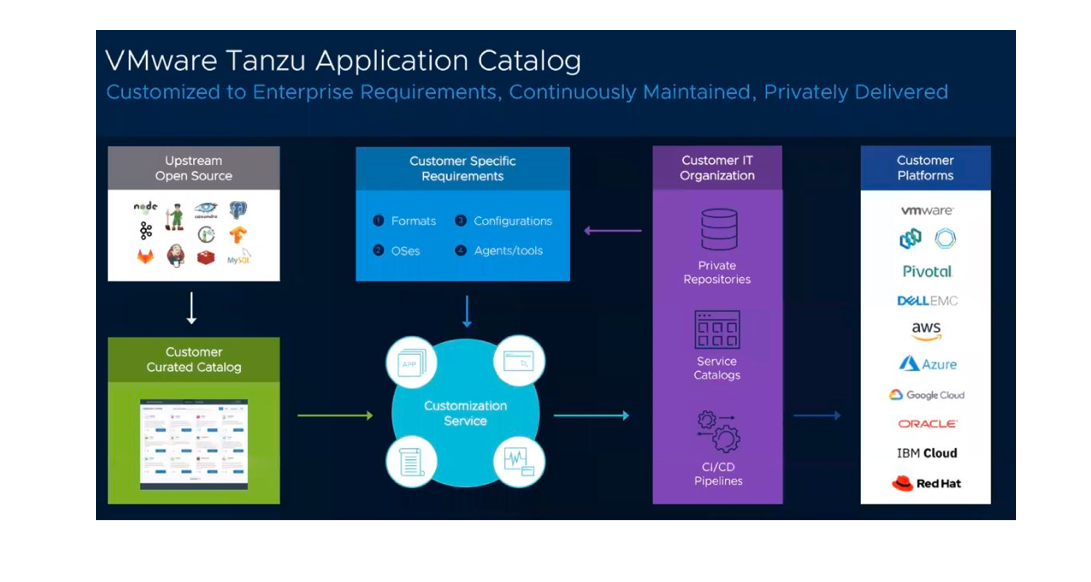 VMware Tanzu Application Catalog
Customized to Enterprise Requirements, Continuously Maintained, Privately Delivered
Upstream
Open Source
node
cassandra
MySQL
Customer
Curated Catalog
Customer Specific
Requirements
1 Formats
3 Configurations
2 OSes
4 Agents/tools
APP
Customization
Service
Customer IT
Organization
Private
Repositories
Service
Catalogs
CI/CD
Pipelines
Customer
Platforms
vmware
Pivotal
DELLEMC
aws
Azure
Google Cloud
ORACLE
IBM Cloud
Red Hat